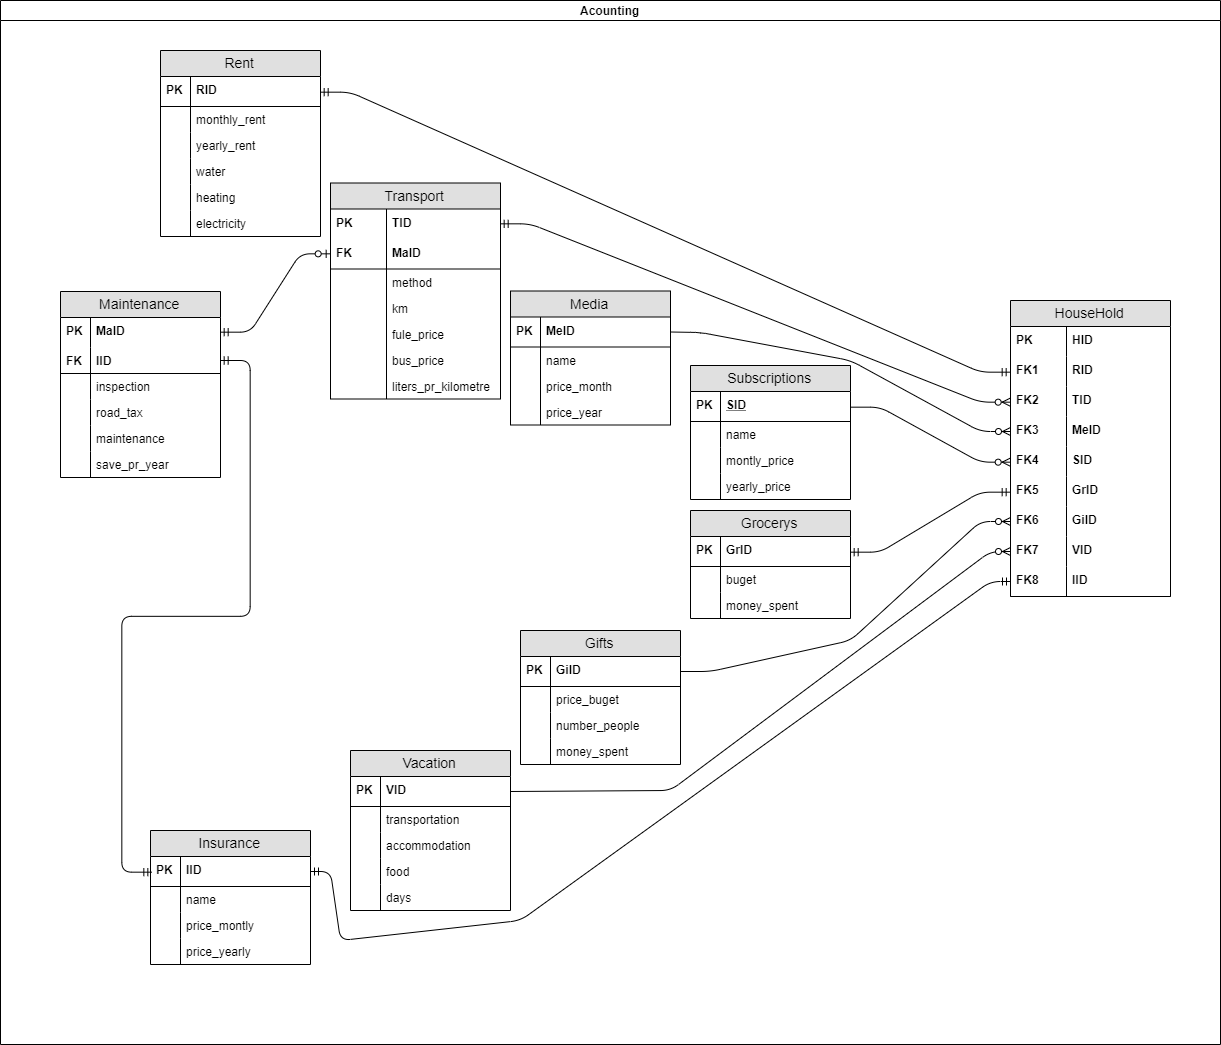 Acounting
Rent
PK RID
monthly_rent
yearly_rent
water
heating
electricity
Transport
PK TID
FK MaID
method
km
fule_price
bus_price
liters_pr_kilometre
Maintenance
PK MaID
FK IID
inspection
road_tax
maintenance
save_pr_year
Media
PK MeID
name
price_month
price_year
Subscriptions
PK SID
name
montly_price
yearly_price
Grocerys
PK GrID
buget
money_spent
HouseHold
PK HID
FK1 RID
FK2 TID
FK3 MeID
FK4 SID
FK5 GrID
FK6 GiID
FK7 VID
FK8 IID
Gifts
PK GiID
price_buget
number_people
money_spent
Vacation
PK VID
transportation
accommodation
food
days
Insurance
PK IID
name
price_montly
price_yearly